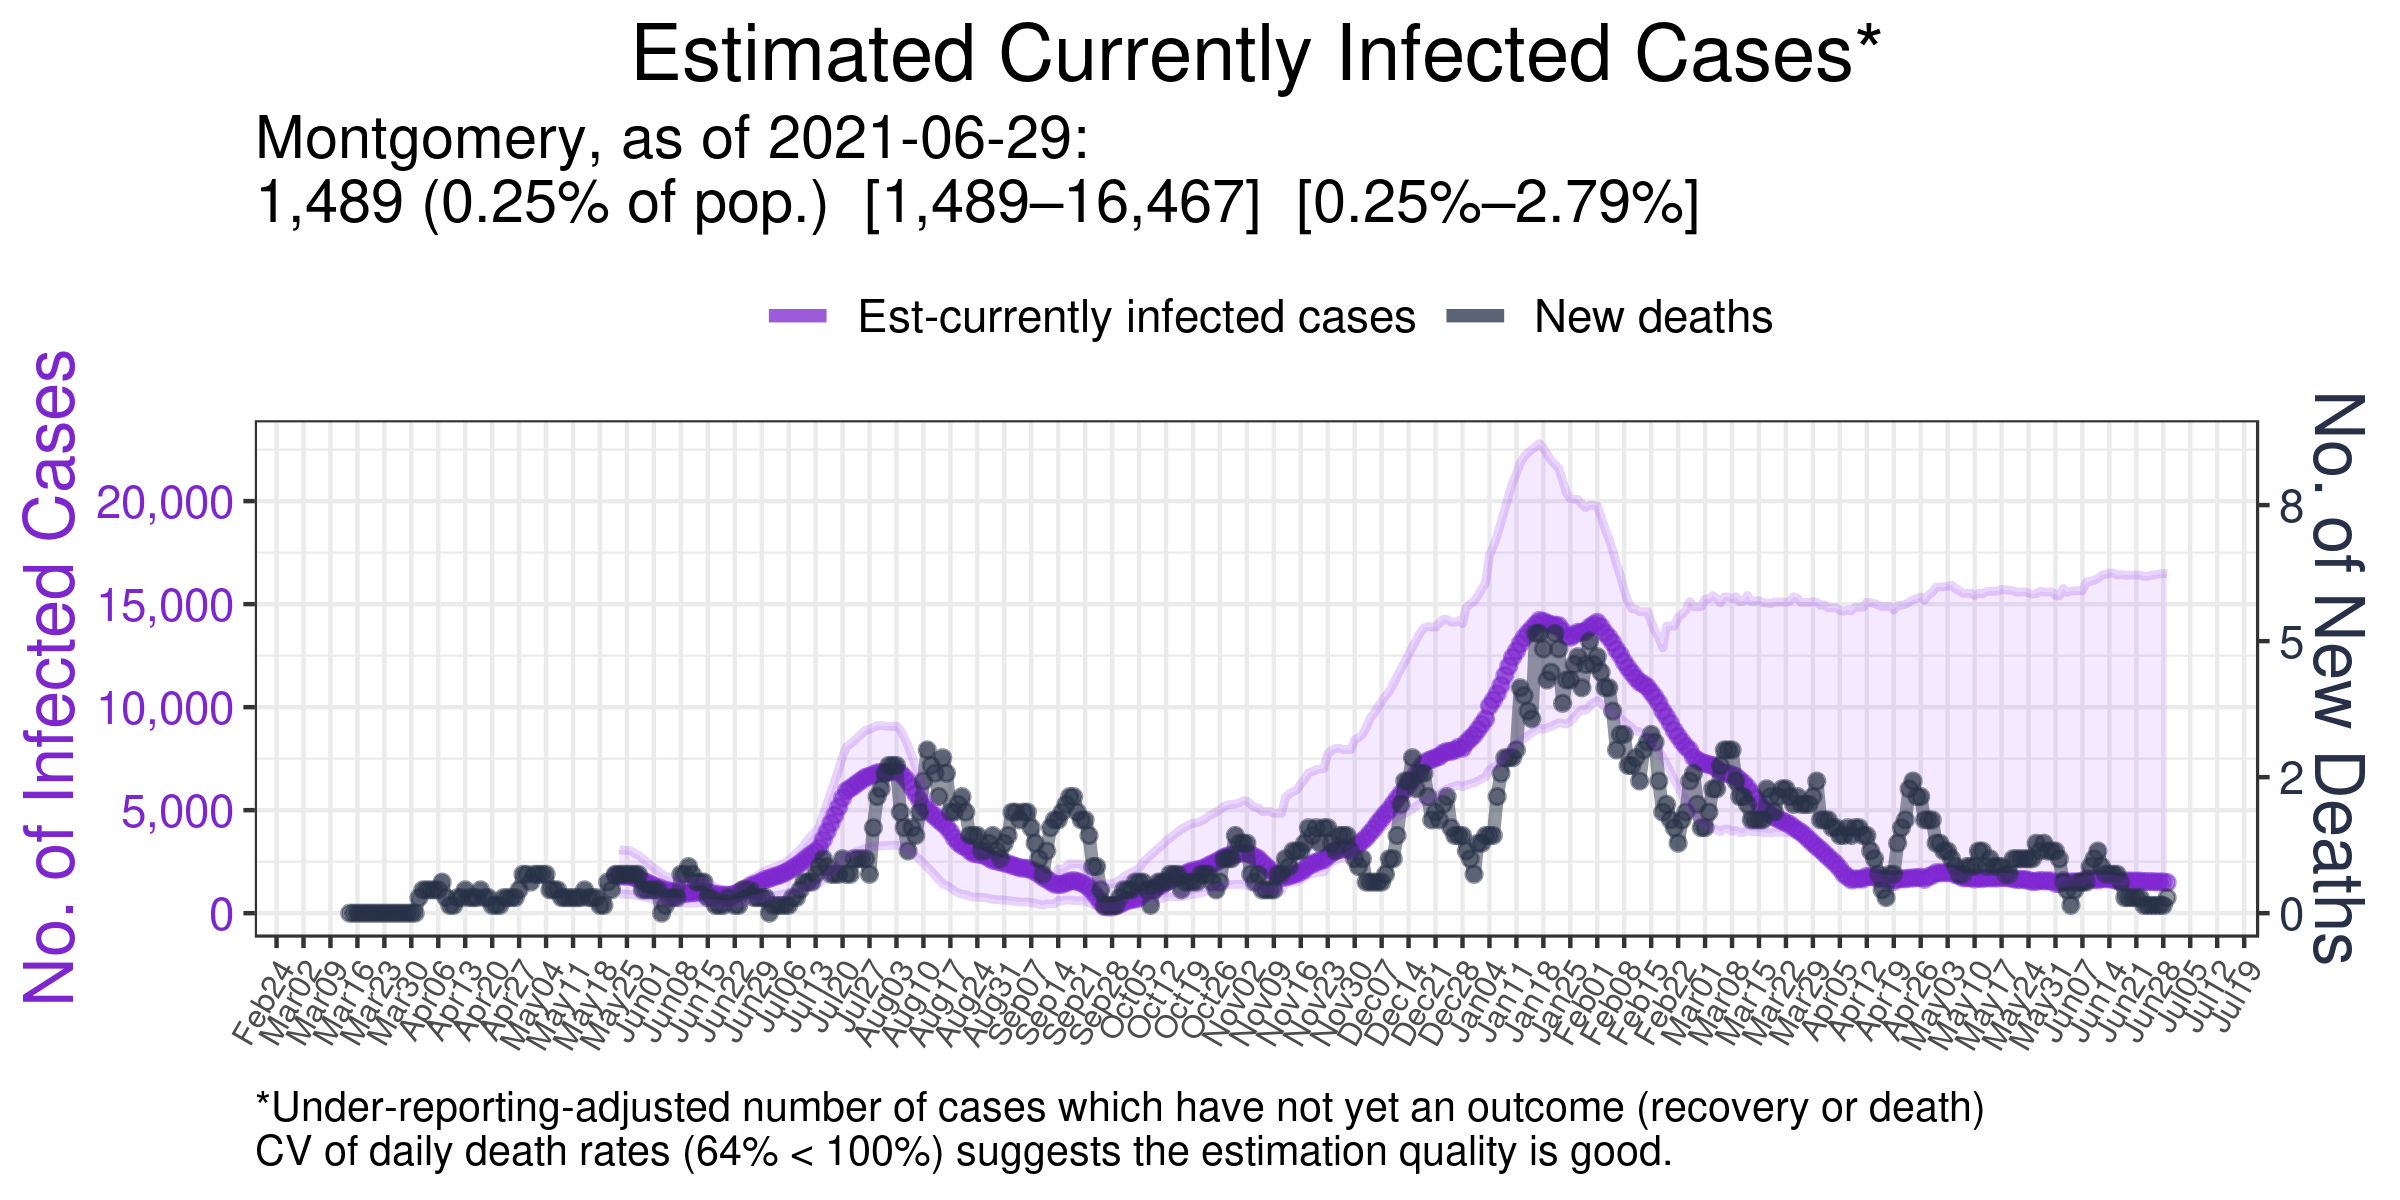 Estimated Currently Infected Cases*
Montgomery, as of 2021-06-29:
1,489 (0.25% of pop.) [1,489–16,467] [0.25%–2.79%]
Est-currently infected cases
New deaths
No. of Infected Cases
20,000
15,000
10,000
5,000
0
8
5
2
0
No. of New Deaths
Feb24
Mar02
Mar09
Mar16
Mar23
Mar30
Apr06
Apr13
Apr20
Apr27
May04
May11
May18
May25
Jun01
Jun08
Jun15
Jun22
Jun29
Jul06
Jul13
Jul20
Jul27
Aug03
Aug10
Aug17
Aug24
Aug31
Sep07
Sep14
Sep21
Sep28
Oct05
Oct12
Oct19
Oct26
Nov02
Nov09
Nov16
Nov23
Nov30
Dec07
Dec14
Dec21
Dec28
Jan04
Jan11
Jan18
Jan25
Feb01
Feb08
Feb15
Feb22
Mar01
Mar08
Mar15
Mar22
Mar29
Apr05
Apr12
Apr19
Apr26
May03
May10
May17
May24
May31
Jun07
Jun14
Jun21
Jun28
Jul05
Jul12
Jul19
*Under-reporting-adjusted number of cases which have not yet an outcome (recovery or death)
CV of daily death rates (64% < 100%) suggests the estimation quality is good.